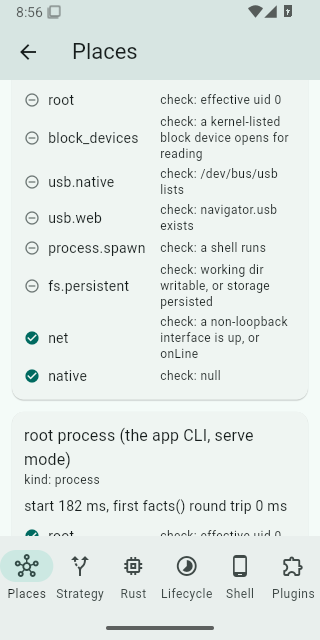 8:56
Places
root check: effective uid 0
block_devices check: a kernel-listed
block device opens for
reading
usb.native check: /dev/bus/usb
lists
usb.web check: navigator.usb
exists
process.spawn check: a shell runs
fs.persistent check: working dir
writable, or storage
persisted
net check: a non-loopback
interface is up, or
onLine
native check: null
root process (the app CLI, serve
mode)
kind: process
start 182 ms, first facts() round trip 0 ms
root check: effective uid 0
Places Strategy Rust Lifecycle Shell Plugins